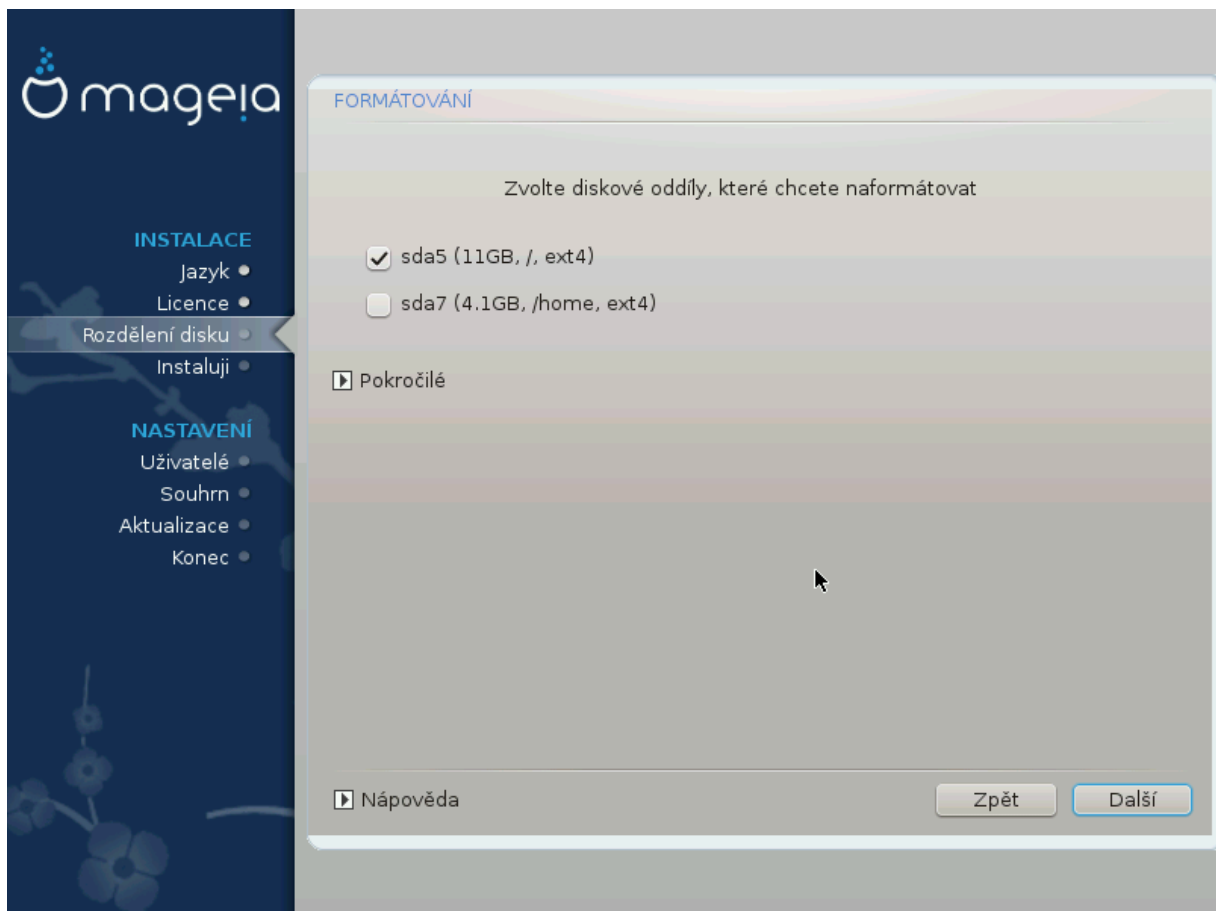 mageia
INSTALACE
Jazyk
Licence
Rozdělení disku
Instaluji
NASTAVENÍ
Uživatelé
Souhrn
Aktualizace
Konec
FORMÁTOVÁNÍ
Zvolte diskové oddíly, které chcete naformátovat
sda5 (11GB, /, ext4)
sda7 (4.1GB, /home, ext4)
Pokročilé
Nápověda
Zpět
Další